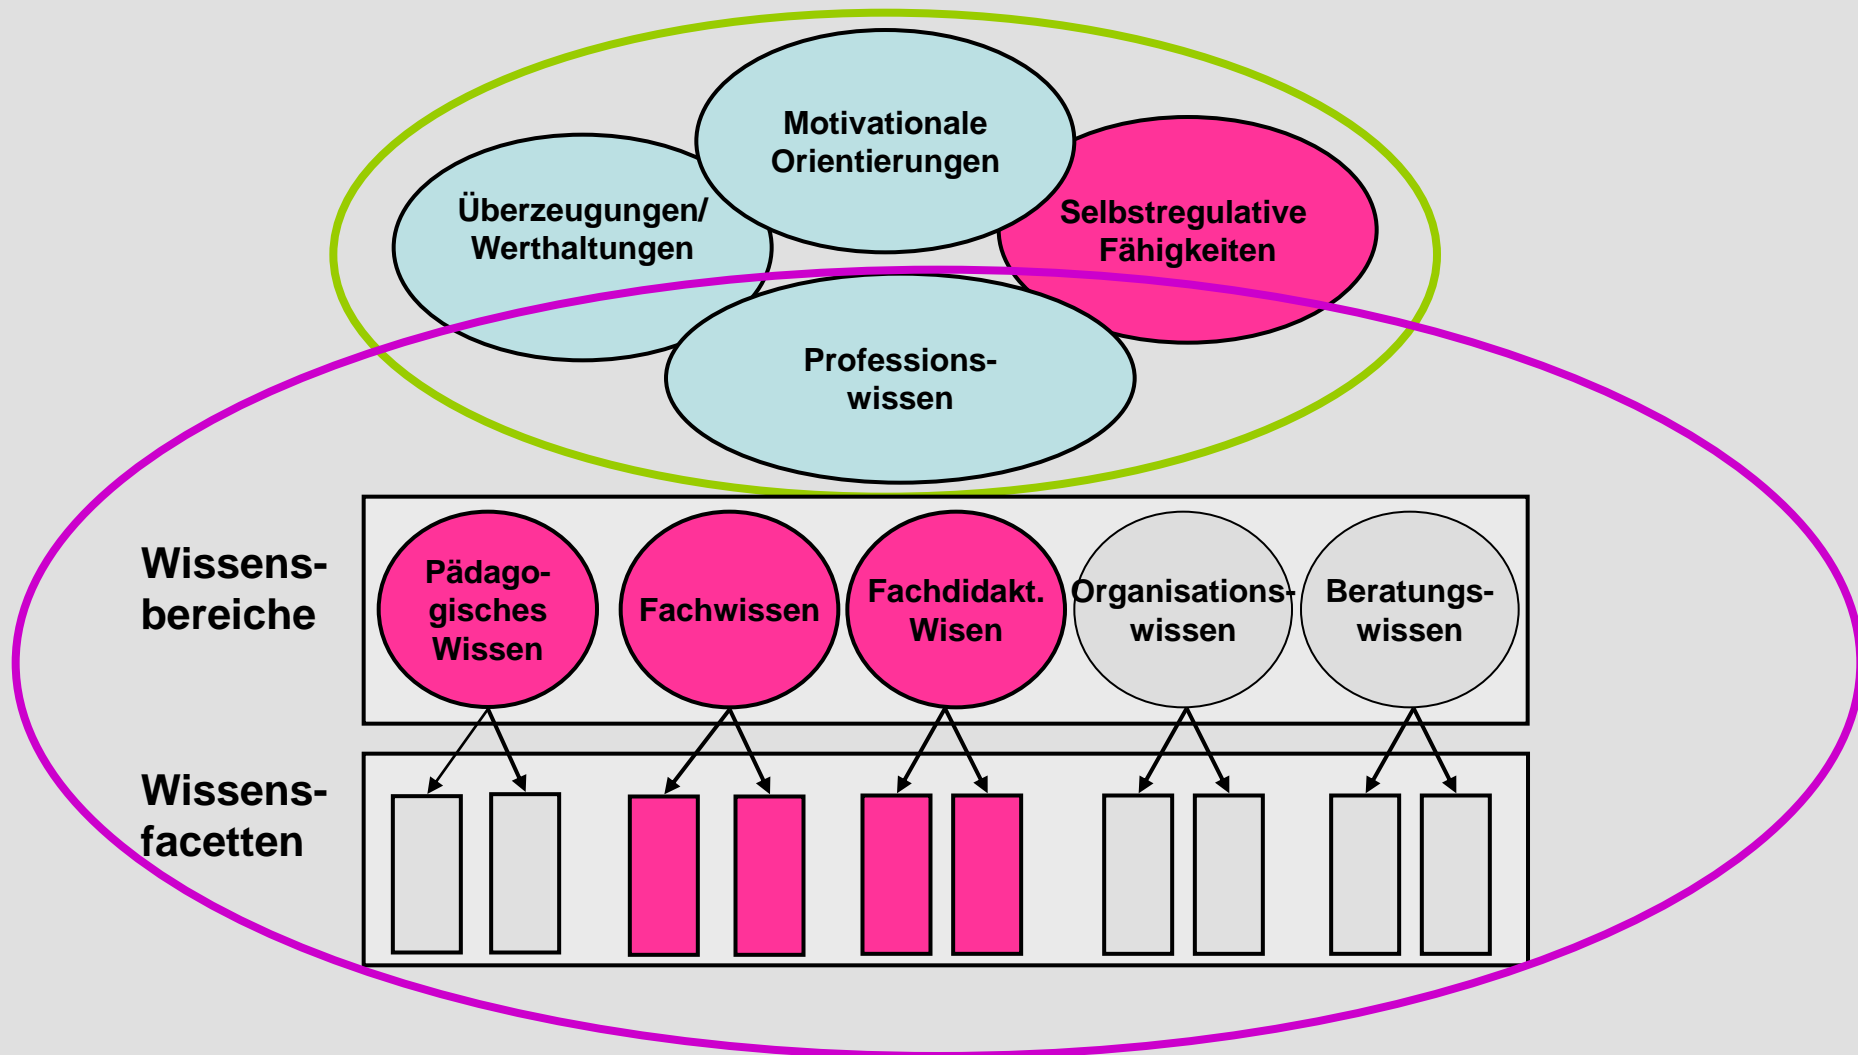 Motivationale
Orientierungen
Überzeugungen/
Werthaltungen
Selbstregulative
Fähigkeiten
Professions-
wissen
Wissens-
bereiche
Pädago-
gisches
Wissen
Fachwissen
Fachdidakt.
Wisen
Organisations-
wissen
Beratungs-
wissen
Wissens-
facetten